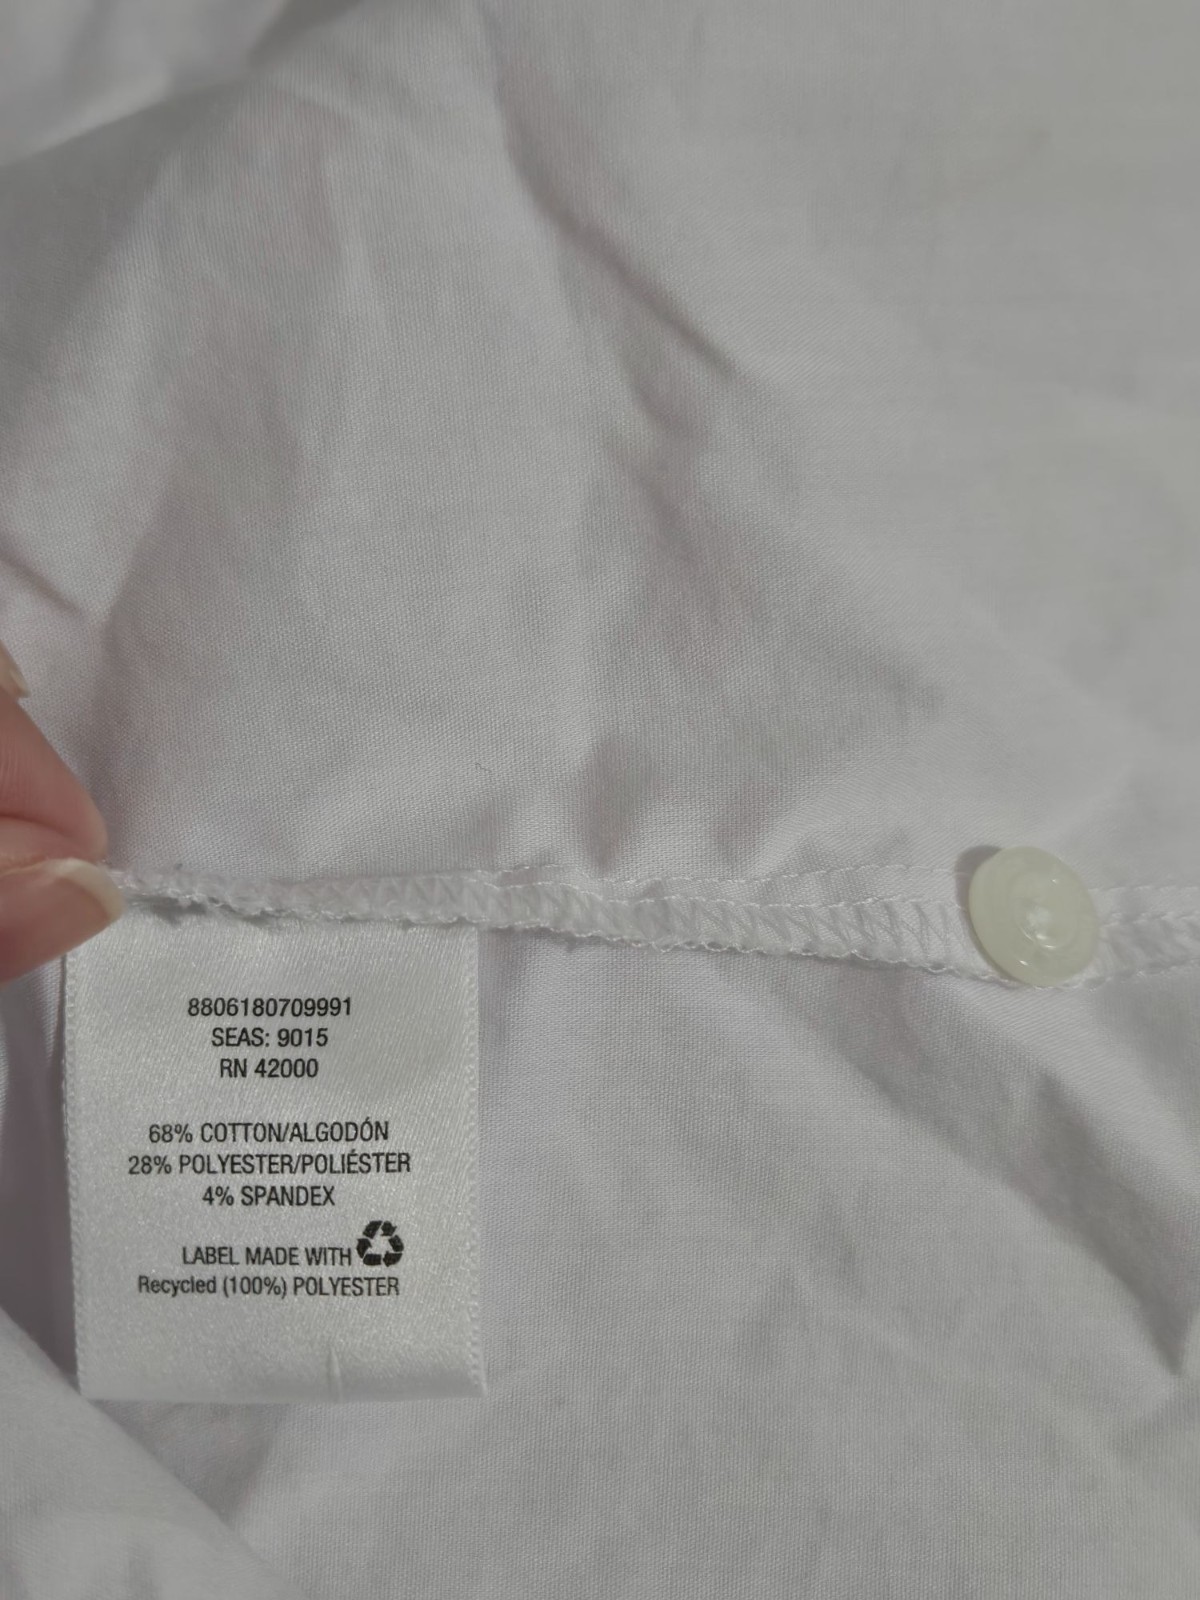 8806180709991
SEAS: 9015
RN 42000
68% COTTON/ALGODÓN
28% POLYESTER/POLIÉSTER
4% SPANDEX
LABEL MADE WITH
Recycled (100%) POLYESTER